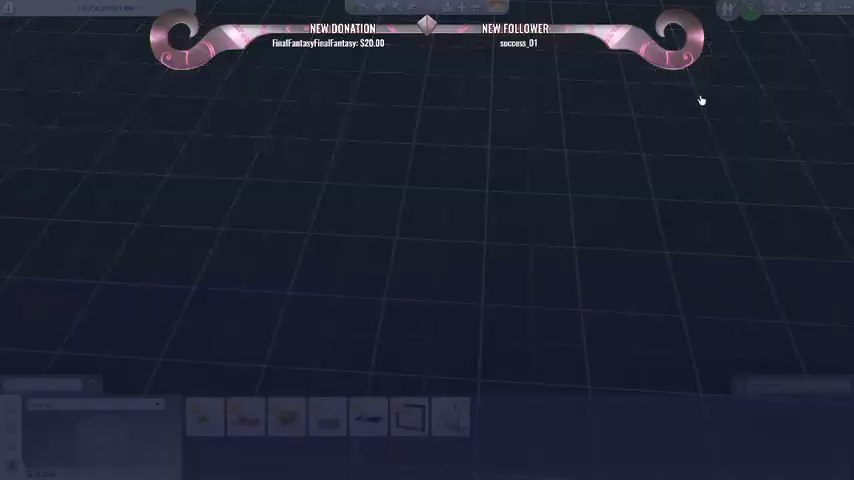 NEW DONATION
FinalFantasyFinalFantasy: $20.00
NEW FOLLOWER
success_01